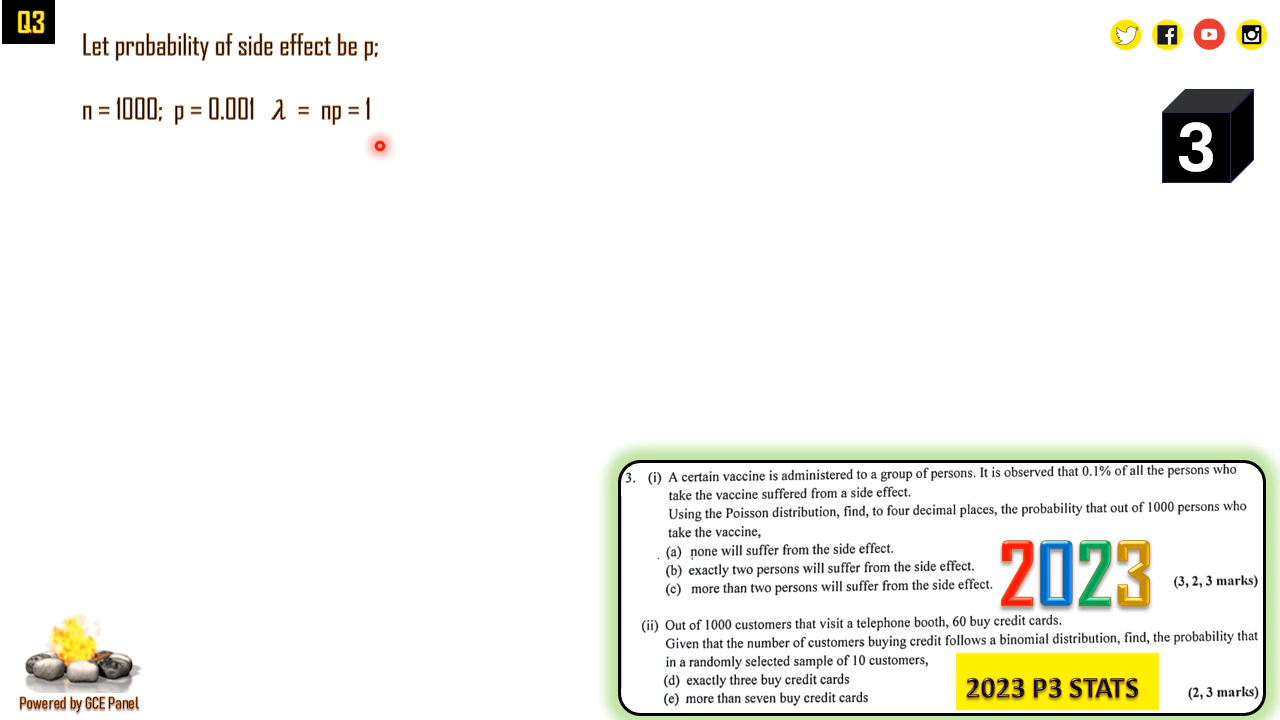 Q3
Let probability of side effect be p;
n = 1000; p = 0.001 λ = np = 1
3
3. (i) A certain vaccine is administered to a group of persons. It is observed that 0.1% of all the persons who
take the vaccine suffered from a side effect.
Using the Poisson distribution, find, to four decimal places, the probability that out of 1000 persons who
take the vaccine,
(a) none will suffer from the side effect.
(b) exactly two persons will suffer from the side effect.
(c) more than two persons will suffer from the side effect.
(3, 2, 3 marks)
2023
(ii) Out of 1000 customers that visit a telephone booth, 60 buy credit cards.
Given that the number of customers buying credit follows a binomial distribution, find, the probability that
in a randomly selected sample of 10 customers,
(d) exactly three buy credit cards
(e) more than seven buy credit cards
(2, 3 marks)
2023 P3 STATS
Powered by GCE Panel